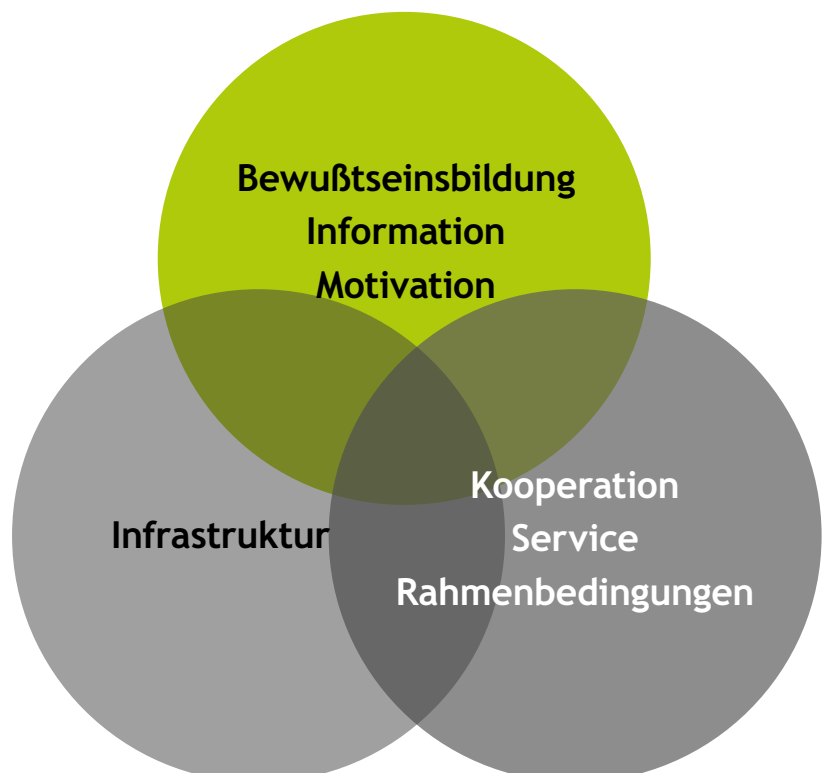 Bewußtseinsbildung
Information
Motivation
Infrastruktur
Kooperation
Service
Rahmenbedingungen